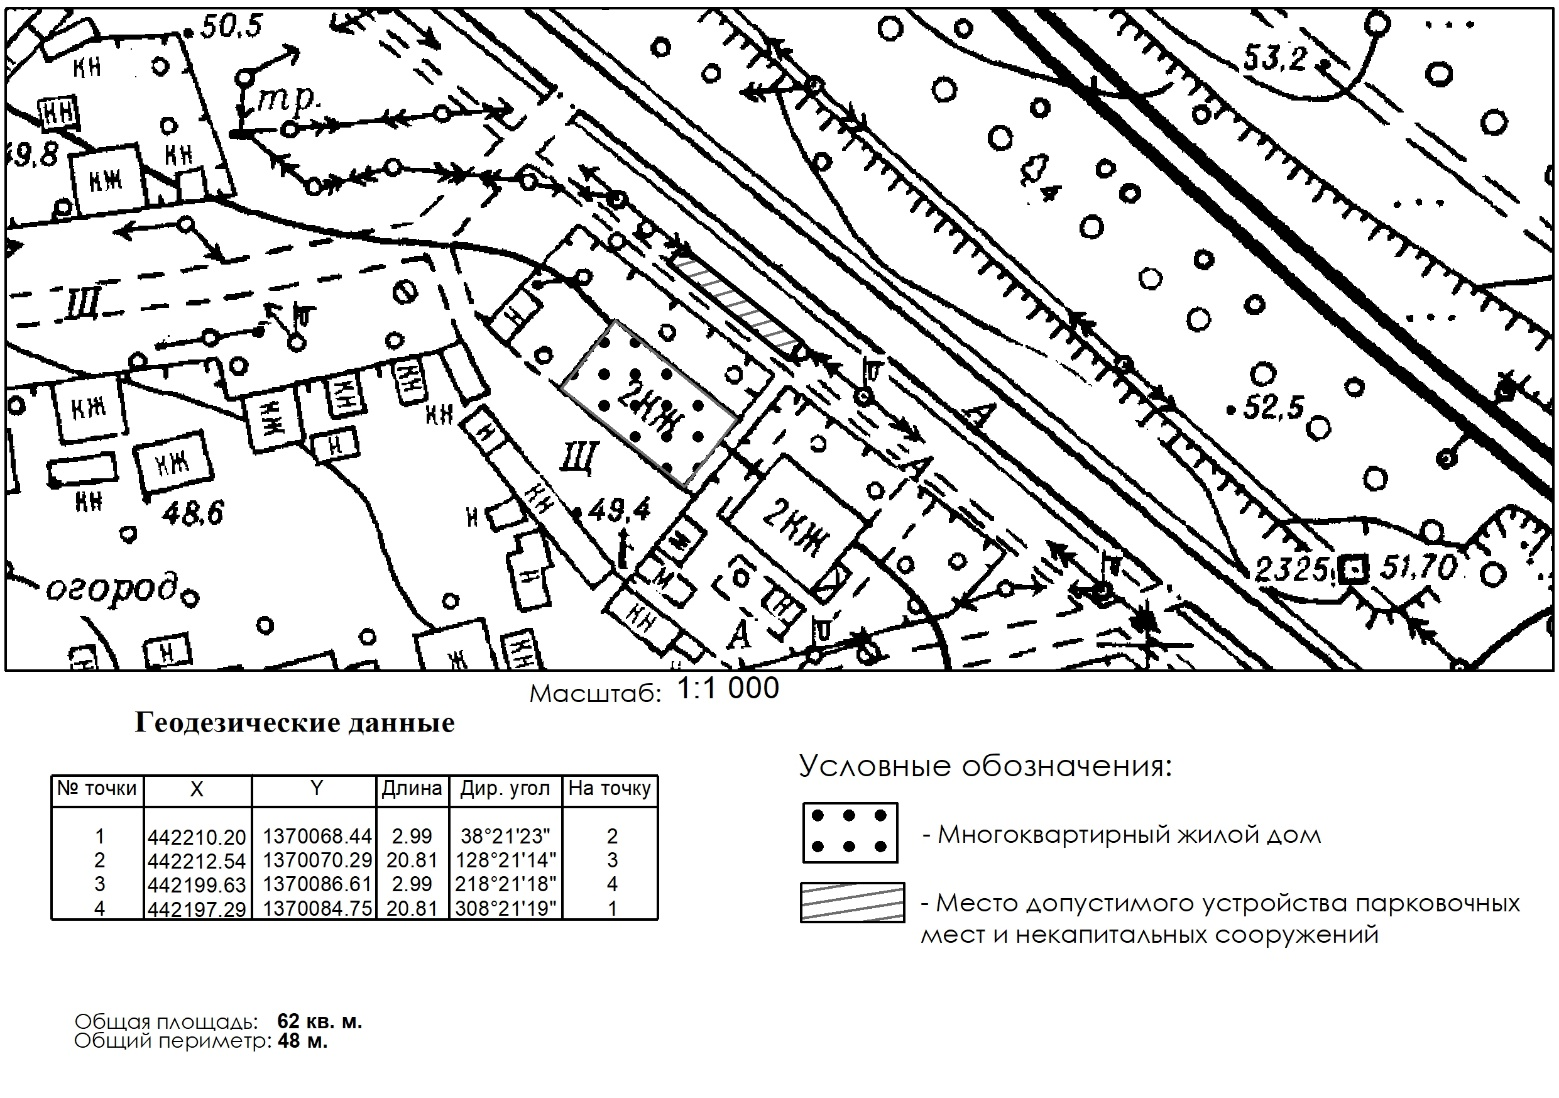 50,5
КН
53,2
КН
тр.
49,8
КН
КЖ
4
Щ
Н
2КЖ
КН
КН
КЖ
КЖ
КН
52,5
А
Н
Н
КЖ
Щ
А
КН
КН
48,6
Н
49,4
2КЖ
М
2325
51,70
М
Н
огород
Н
КН
А
Н
Н
Ж
КН
Н
Масштаб: 1:1 000
Геодезические данные
№ точки X Y Длина Дир. угол На точку
1 442210.20 1370068.44 2.99 38°21'23" 2
2 442212.54 1370070.29 20.81 128°21'14" 3
3 442199.63 1370086.61 2.99 218°21'18" 4
4 442197.29 1370084.75 20.81 308°21'19" 1
Условные обозначения:
- Многоквартирный жилой дом
- Место допустимого устройства парковочных
мест и некапитальных сооружений
Общая площадь: 62 кв. м.
Общий периметр: 48 м.